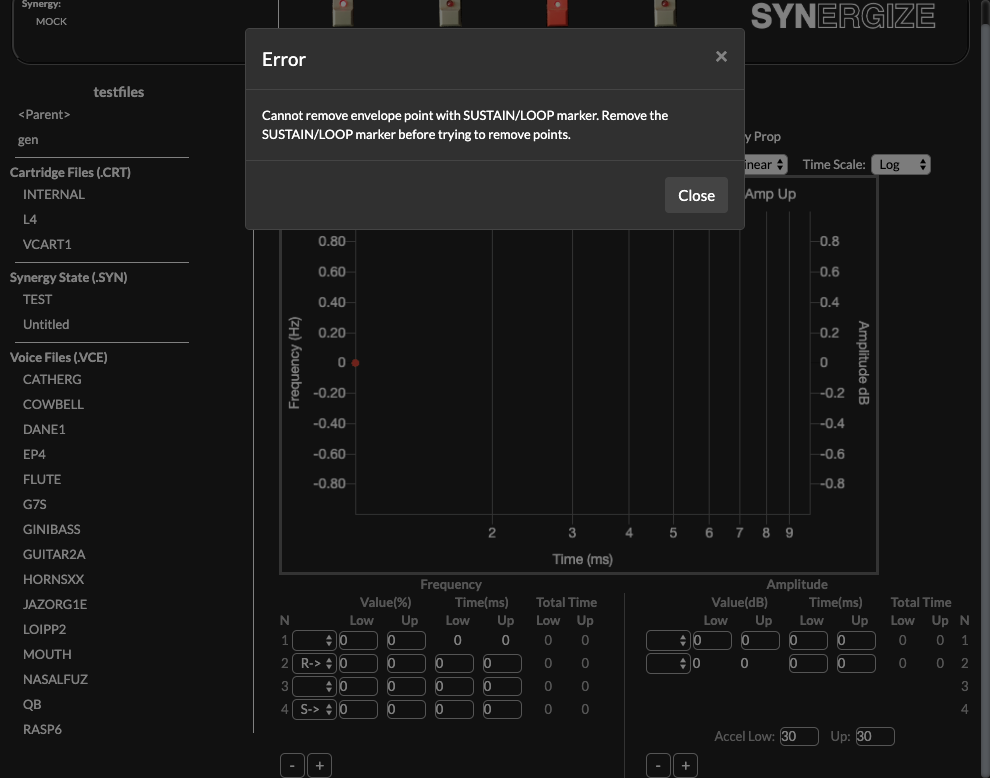 Synergy:
MOCK
SYNERGIZE
testfiles
<Parent>
gen
Cartridge Files (.CRT)
INTERNAL
L4
VCART1
Synergy State (.SYN)
TEST
Untitled
Voice Files (.VCE)
CATHERG
COWBELL
DANE1
EP4
FLUTE
G7S
GINIBASS
GUITAR2A
HORNSXX
JAZORG1E
LOIPP2
MOUTH
NASALFUZ
QB
RASP6
Error ×
Cannot remove envelope point with SUSTAIN/LOOP marker. Remove the
SUSTAIN/LOOP marker before trying to remove points.
Close
y Prop
inear Time Scale: Log
Amp Up
0.80 0.8
0.60 0.6
0.40 0.4
0.20 0.2
0 0
-0.20 -0.2
-0.40 -0.4
-0.60 -0.6
-0.80 -0.8
Frequency (Hz)
Amplitude dB
2 3 4 5 6 7 8 9
Time (ms)
Frequency Amplitude
Value(%) Time(ms) Total Time Value(dB) Time(ms) Total Time
N Low Up Low Up Low Up Low Up Low Up Low Up N
1 0 0 0 0 0 0 0 0 0 0 0 0 1
2 R-> 0 0 0 0 0 0 0 0 0 0 0 0 2
3 0 0 0 0 0 0 3
4 S-> 0 0 0 0 0 0 4
Accel Low: 30 Up: 30
- + - +